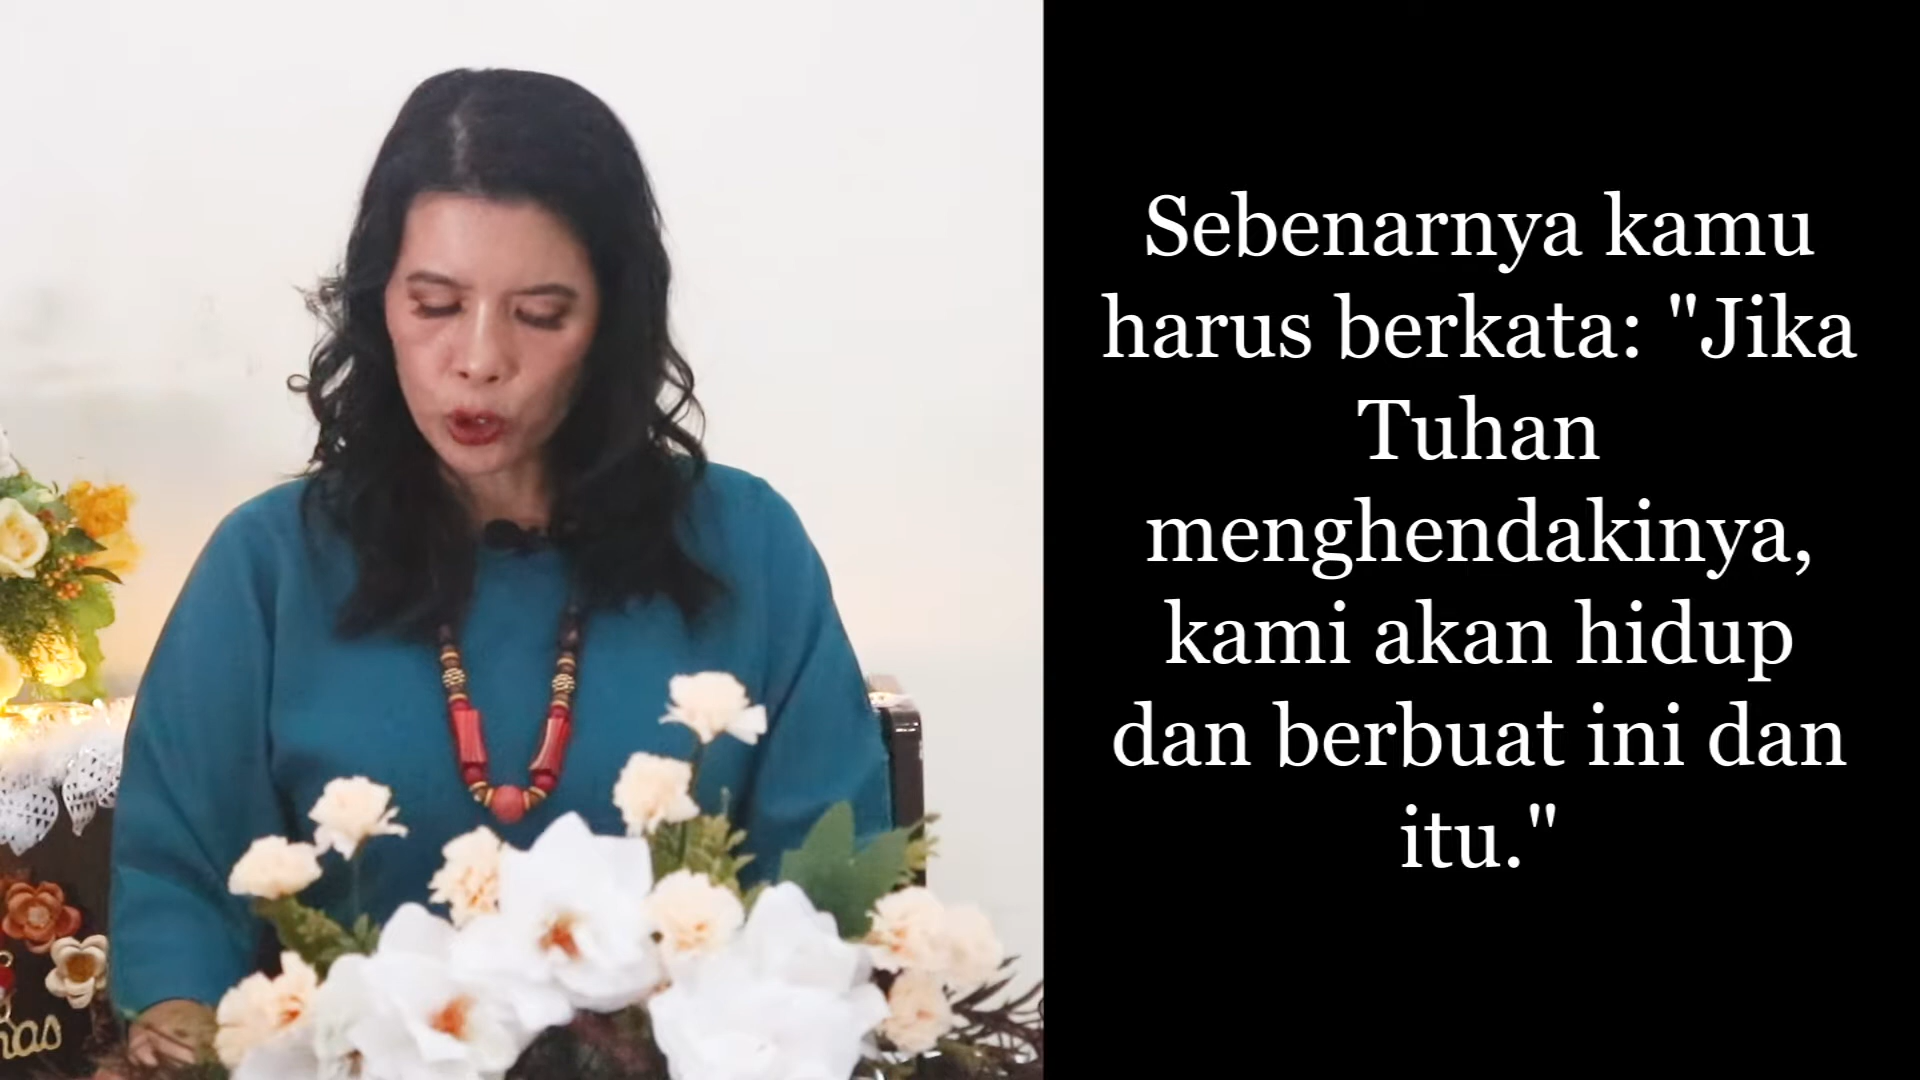 Sebenarnya kamu
harus berkata: "Jika
Tuhan
menghendakinya,
kami akan hidup
dan berbuat ini dan
itu."